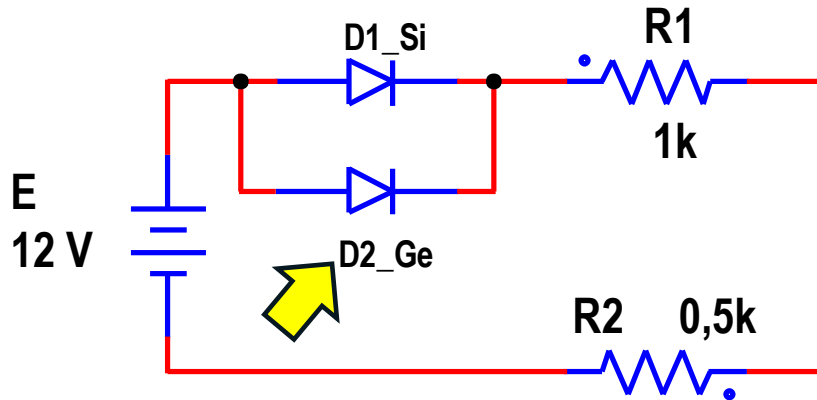 D1_Si
R1
1k
E
12 V
D2_Ge
R2 0,5k